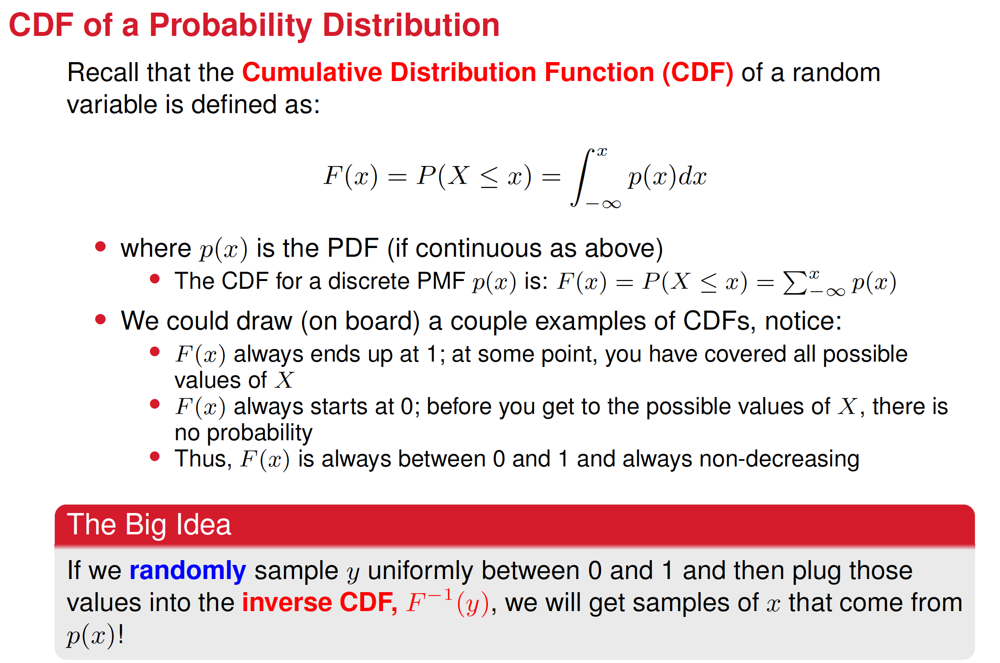 CDF of a Probability Distribution
Recall that the Cumulative Distribution Function (CDF) of a random
variable is defined as:
F(x) = P(X ≤ x) = ∫_{-∞}^{x} p(x)dx
• where p(x) is the PDF (if continuous as above)
• The CDF for a discrete PMF p(x) is: F(x) = P(X ≤ x) = ∑_{-∞}^{x} p(x)
• We could draw (on board) a couple examples of CDFs, notice:
• F(x) always ends up at 1; at some point, you have covered all possible
values of X
• F(x) always starts at 0; before you get to the possible values of X, there is
no probability
• Thus, F(x) is always between 0 and 1 and always non-decreasing
The Big Idea
If we randomly sample y uniformly between 0 and 1 and then plug those
values into the inverse CDF, F^{-1}(y), we will get samples of x that come from
p(x)!